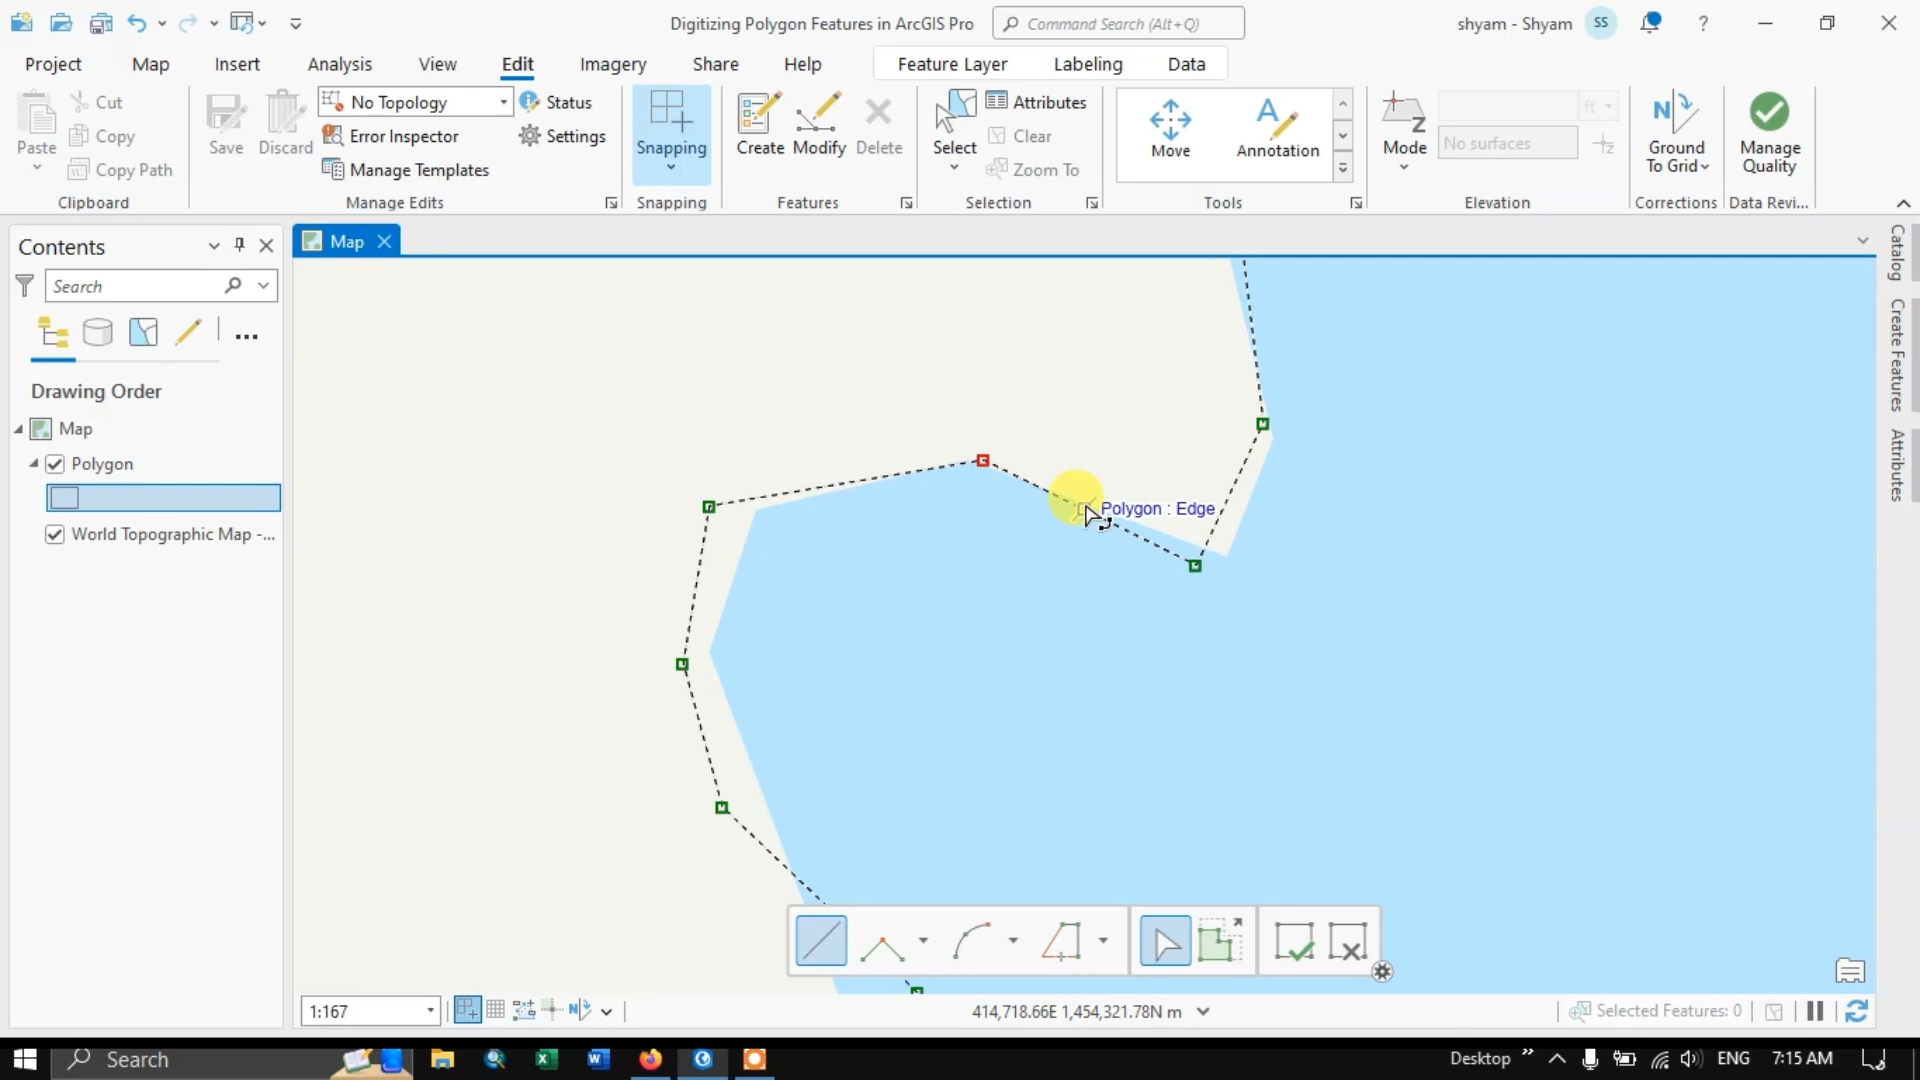 Digitizing Polygon Features in ArcGIS Pro
Command Search (Alt+Q)
shyam - Shyam
SS
?
Project
Map
Insert
Analysis
View
Edit
Imagery
Share
Help
Feature Layer
Labeling
Data
Paste
Cut
Copy
Copy Path
Clipboard
Save
Discard
No Topology
Error Inspector
Manage Templates
Status
Settings
Manage Edits
Snapping
Snapping
Create
Modify
Delete
Features
Select
Attributes
Clear
Zoom To
Selection
Move
Annotation
Tools
Mode
ft
No surfaces
Elevation
Ground
To Grid
Corrections
Manage
Quality
Data Revi...
Contents
Search
Drawing Order
Map
Polygon
World Topographic Map -...
Map
Polygon : Edge
Catalog
Create Features
Attributes
1:167
414,718.66E 1,454,321.78N m
Selected Features: 0
Search
Desktop
ENG
7:15 AM